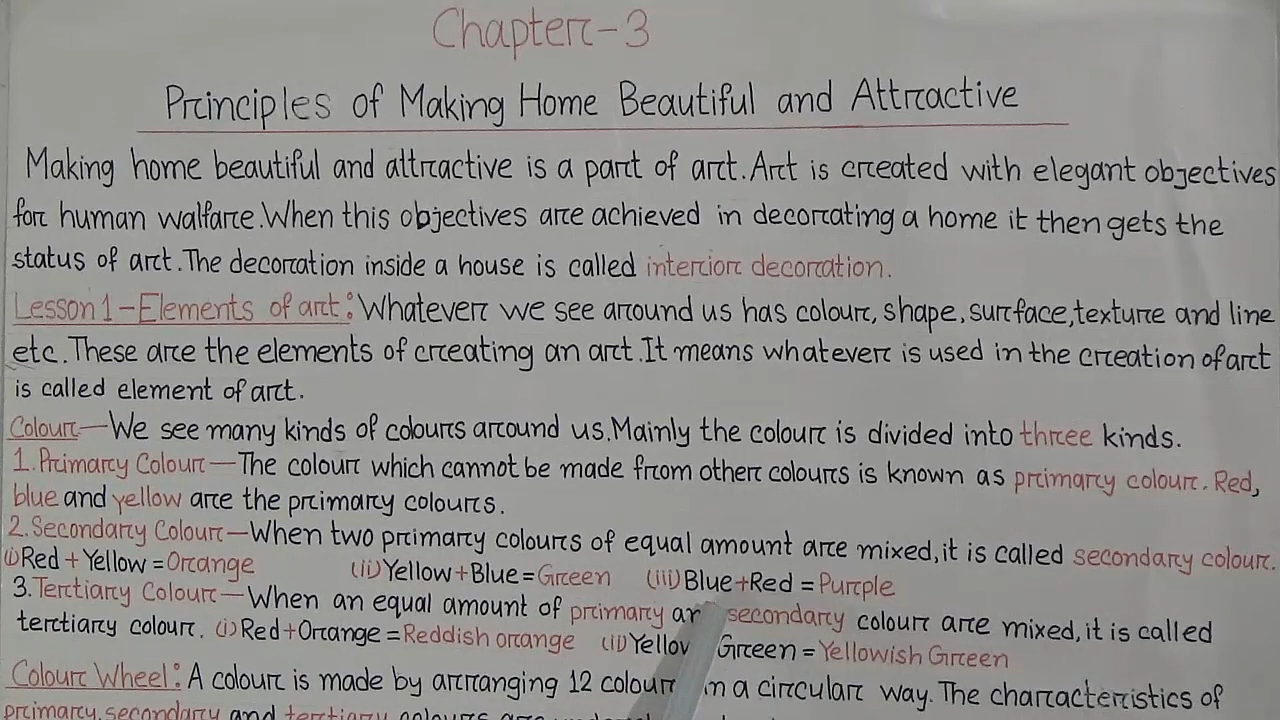 Chapter-3
Principles of Making Home Beautiful and Attractive
Making home beautiful and attractive is a part of art. Art is created with elegant objectives
for human walfare. When this objectives are achieved in decorating a home it then gets the
status of art. The decoration inside a house is called interior decoration.
Lesson 1-Elements of art: Whatever we see around us has colour, shape, surface, texture and line
etc. These are the elements of creating an art. It means whatever is used in the creation of art
is called element of art.
Colour-We see many kinds of colours around us. Mainly the colour is divided into three kinds.
1. Primary Colour-The colour which cannot be made from other colours is known as primary colour. Red,
blue and yellow are the primary colours.
2. Secondary Colour-When two primary colours of equal amount are mixed, it is called secondary colour.
(i) Red + Yellow = Orange (ii) Yellow + Blue = Green (iii) Blue + Red = Purple
3. Tertiary Colour-When an equal amount of primary secondary colour are mixed, it is called
tertiary colour. (i) Red + Orange = Reddish orange (ii) Green = Yellowish Green
Colour Wheel: A colour is made by arranging 12 colour in a circular way. The characteristics of
primary, secondary and tertiary colours are